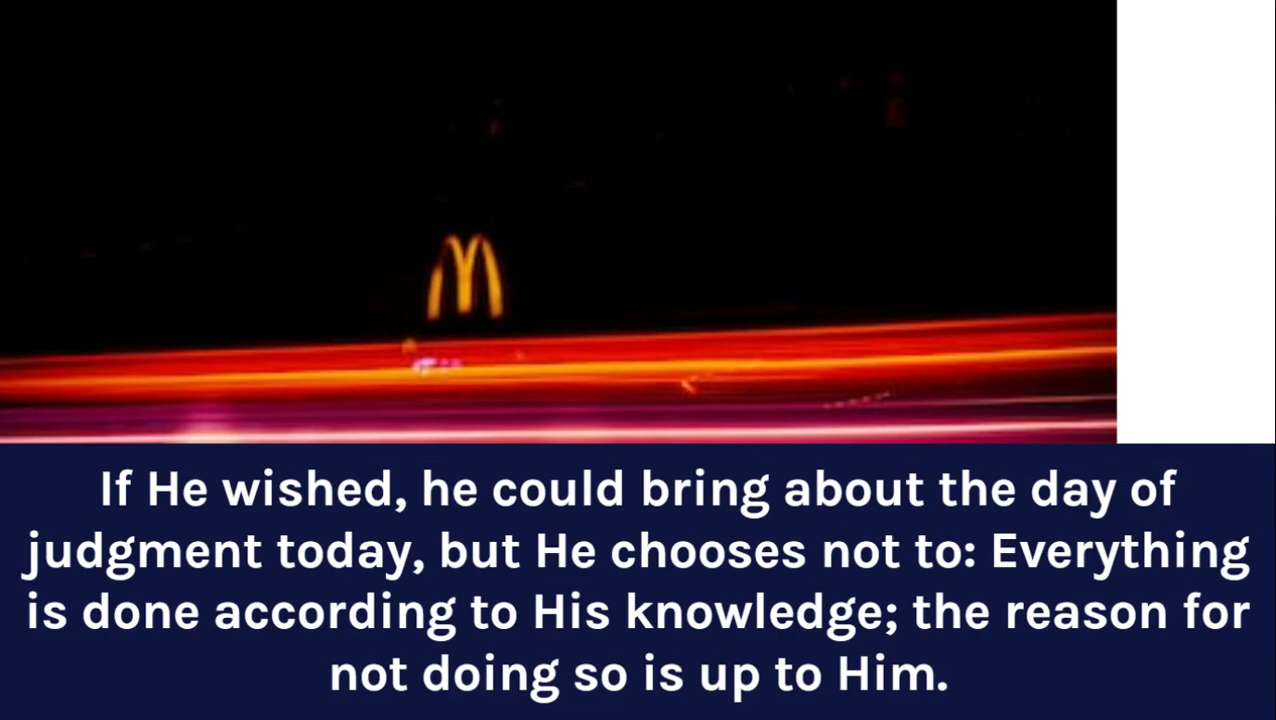 If He wished, he could bring about the day of
judgment today, but He chooses not to: Everything
is done according to His knowledge; the reason for
not doing so is up to Him.